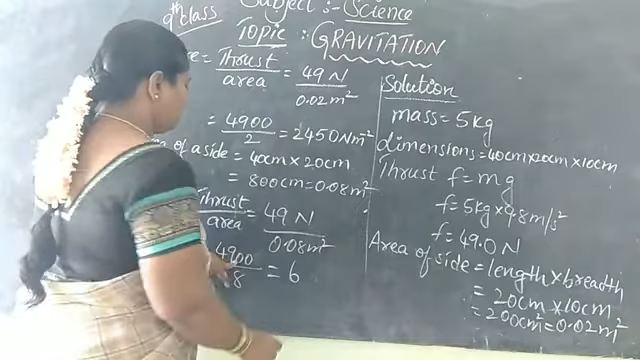 9th class
Subject :- Science
Topic : GRAVITATION
= Thrust / area = 49 N / 0.02m²
= 4900 / 2 = 2450Nm⁻²
of a side = 40cm × 20cm
= 800cm = 0.08m²
Thrust / area = 49 N / 0.08m²
4900 / 8 = 6
Solution
mass = 5kg
dimensions = 40cm×20cm×10cm
Thrust f = mg
f = 5kg × 9.8m/s²
f = 49.0 N
Area of side = length × breadth
= 20cm × 10cm
= 200cm² = 0.02m²